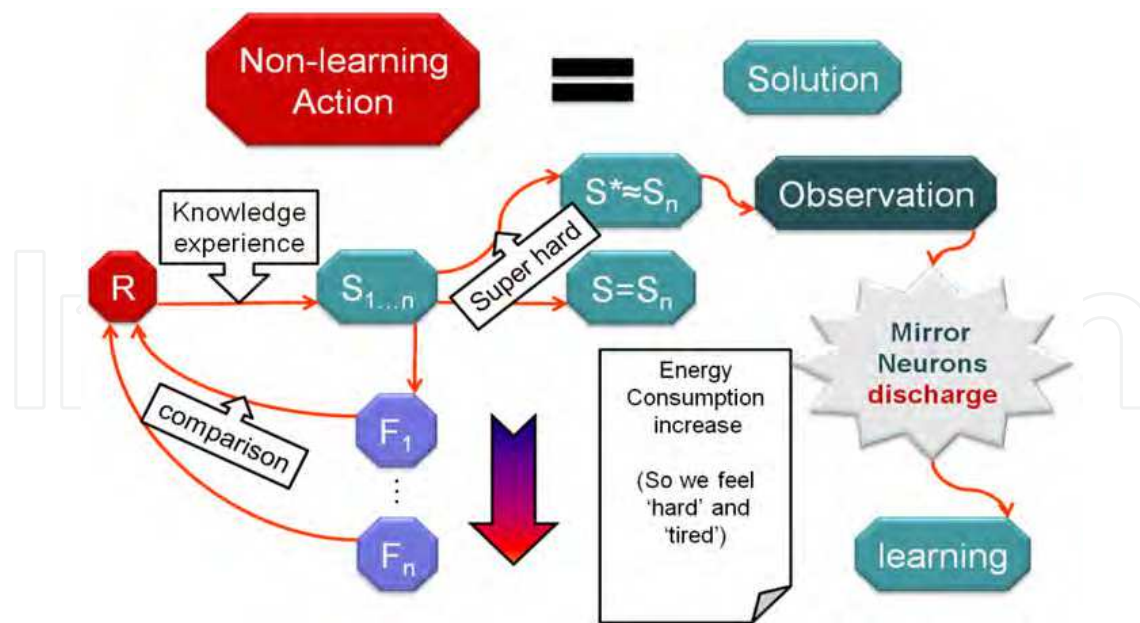 Non-learning
Action
=
Solution
S*≈Sₙ
Observation
Knowledge
experience
Super hard
R
S₁…ₙ
S=Sₙ
Mirror
Neurons
discharge
Energy
Consumption
increase
(So we feel
‘hard’ and
‘tired’)
comparison
F₁
⋮
Fₙ
learning